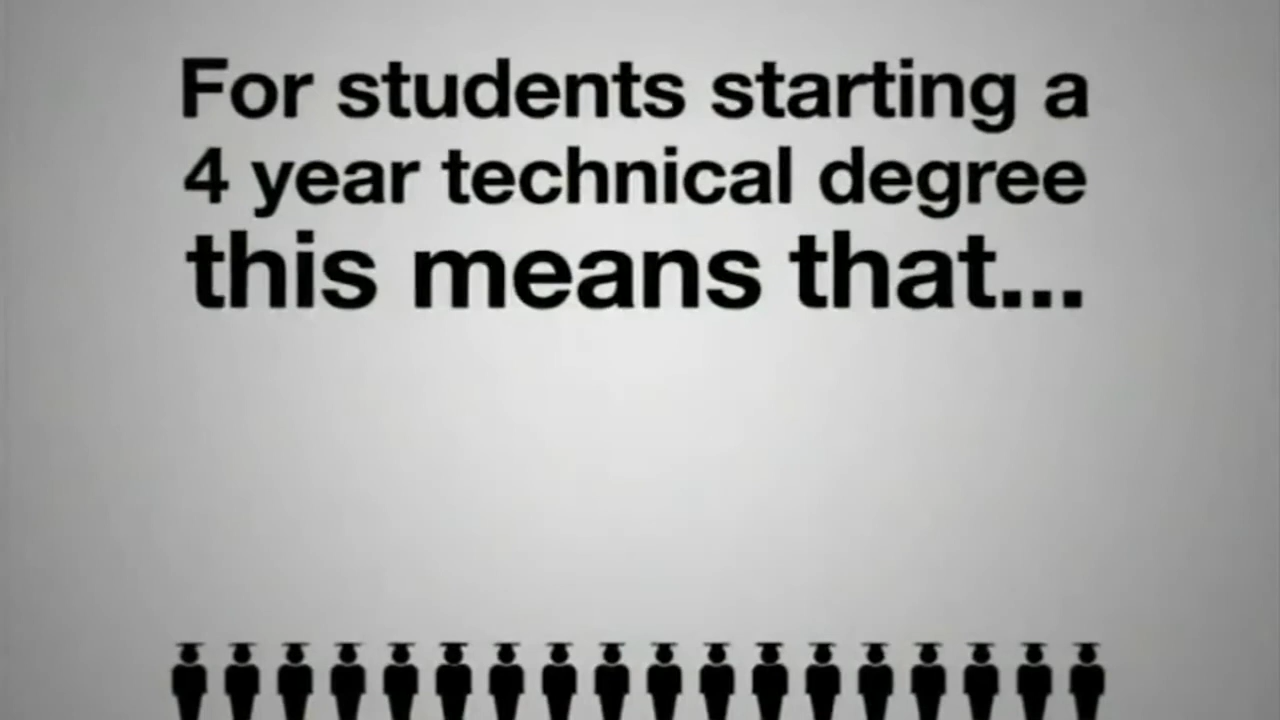 For students starting a
4 year technical degree
this means that...